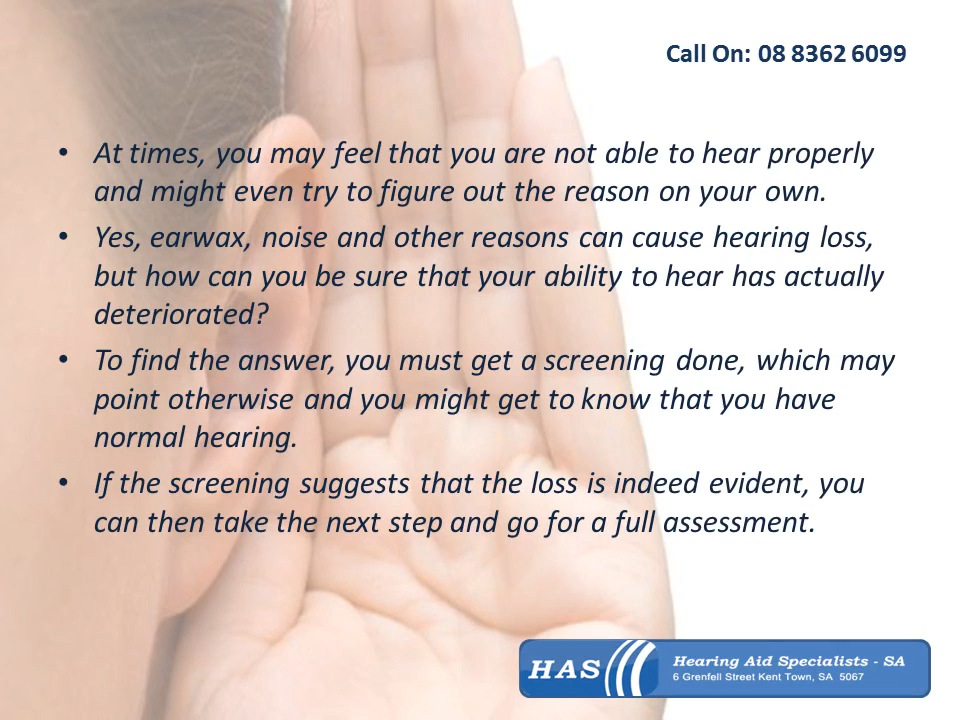 Call On: 08 8362 6099
• At times, you may feel that you are not able to hear properly
and might even try to figure out the reason on your own.
• Yes, earwax, noise and other reasons can cause hearing loss,
but how can you be sure that your ability to hear has actually
deteriorated?
• To find the answer, you must get a screening done, which may
point otherwise and you might get to know that you have
normal hearing.
• If the screening suggests that the loss is indeed evident, you
can then take the next step and go for a full assessment.
HAS
Hearing Aid Specialists - SA
6 Grenfell Street Kent Town, SA 5067